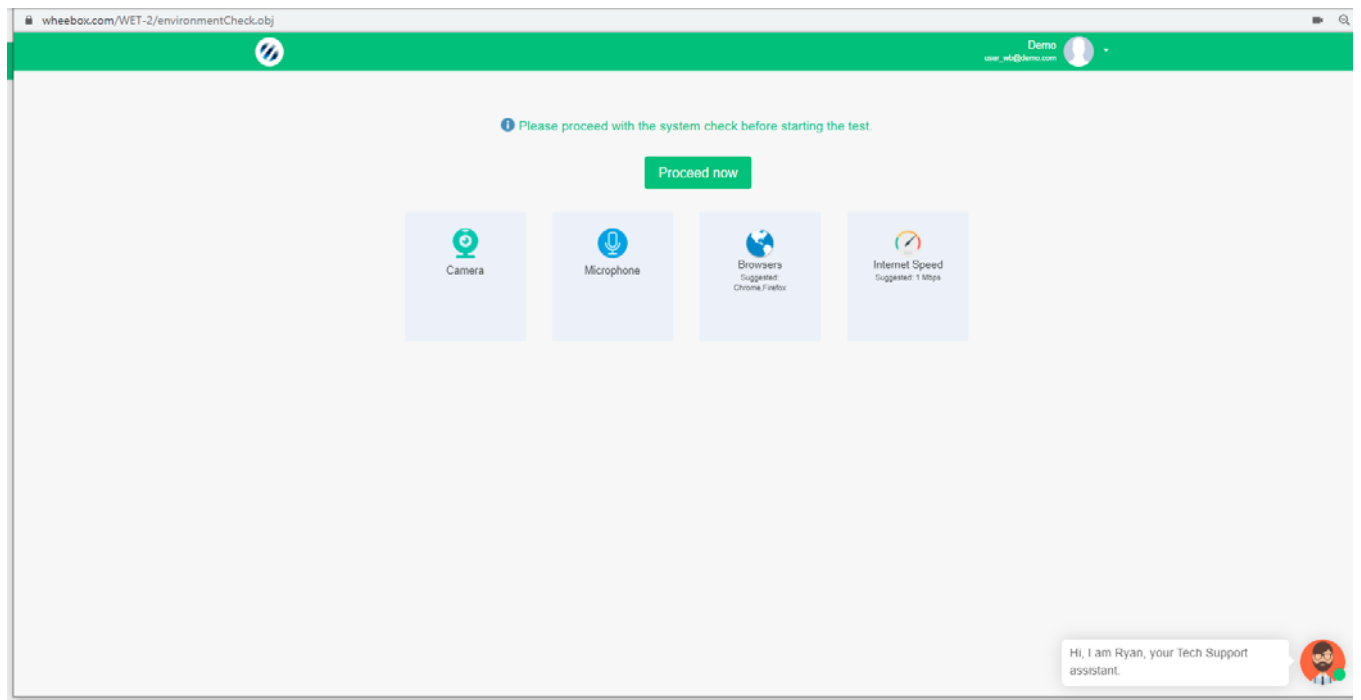 wheebox.com/WET-2/environmentCheck.obj
Demo
user_wb@demo.com
Please proceed with the system check before starting the test.
Proceed now
Camera
Microphone
Browsers
Suggested:
Chrome,Firefox
Internet Speed
Suggested: 1 Mbps
Hi, I am Ryan, your Tech Support
assistant.